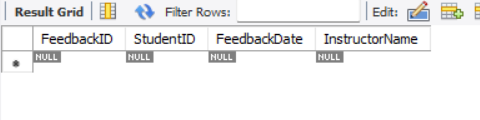 Result Grid Filter Rows: Edit:
FeedbackID StudentID FeedbackDate InstructorName
* NULL NULL NULL NULL